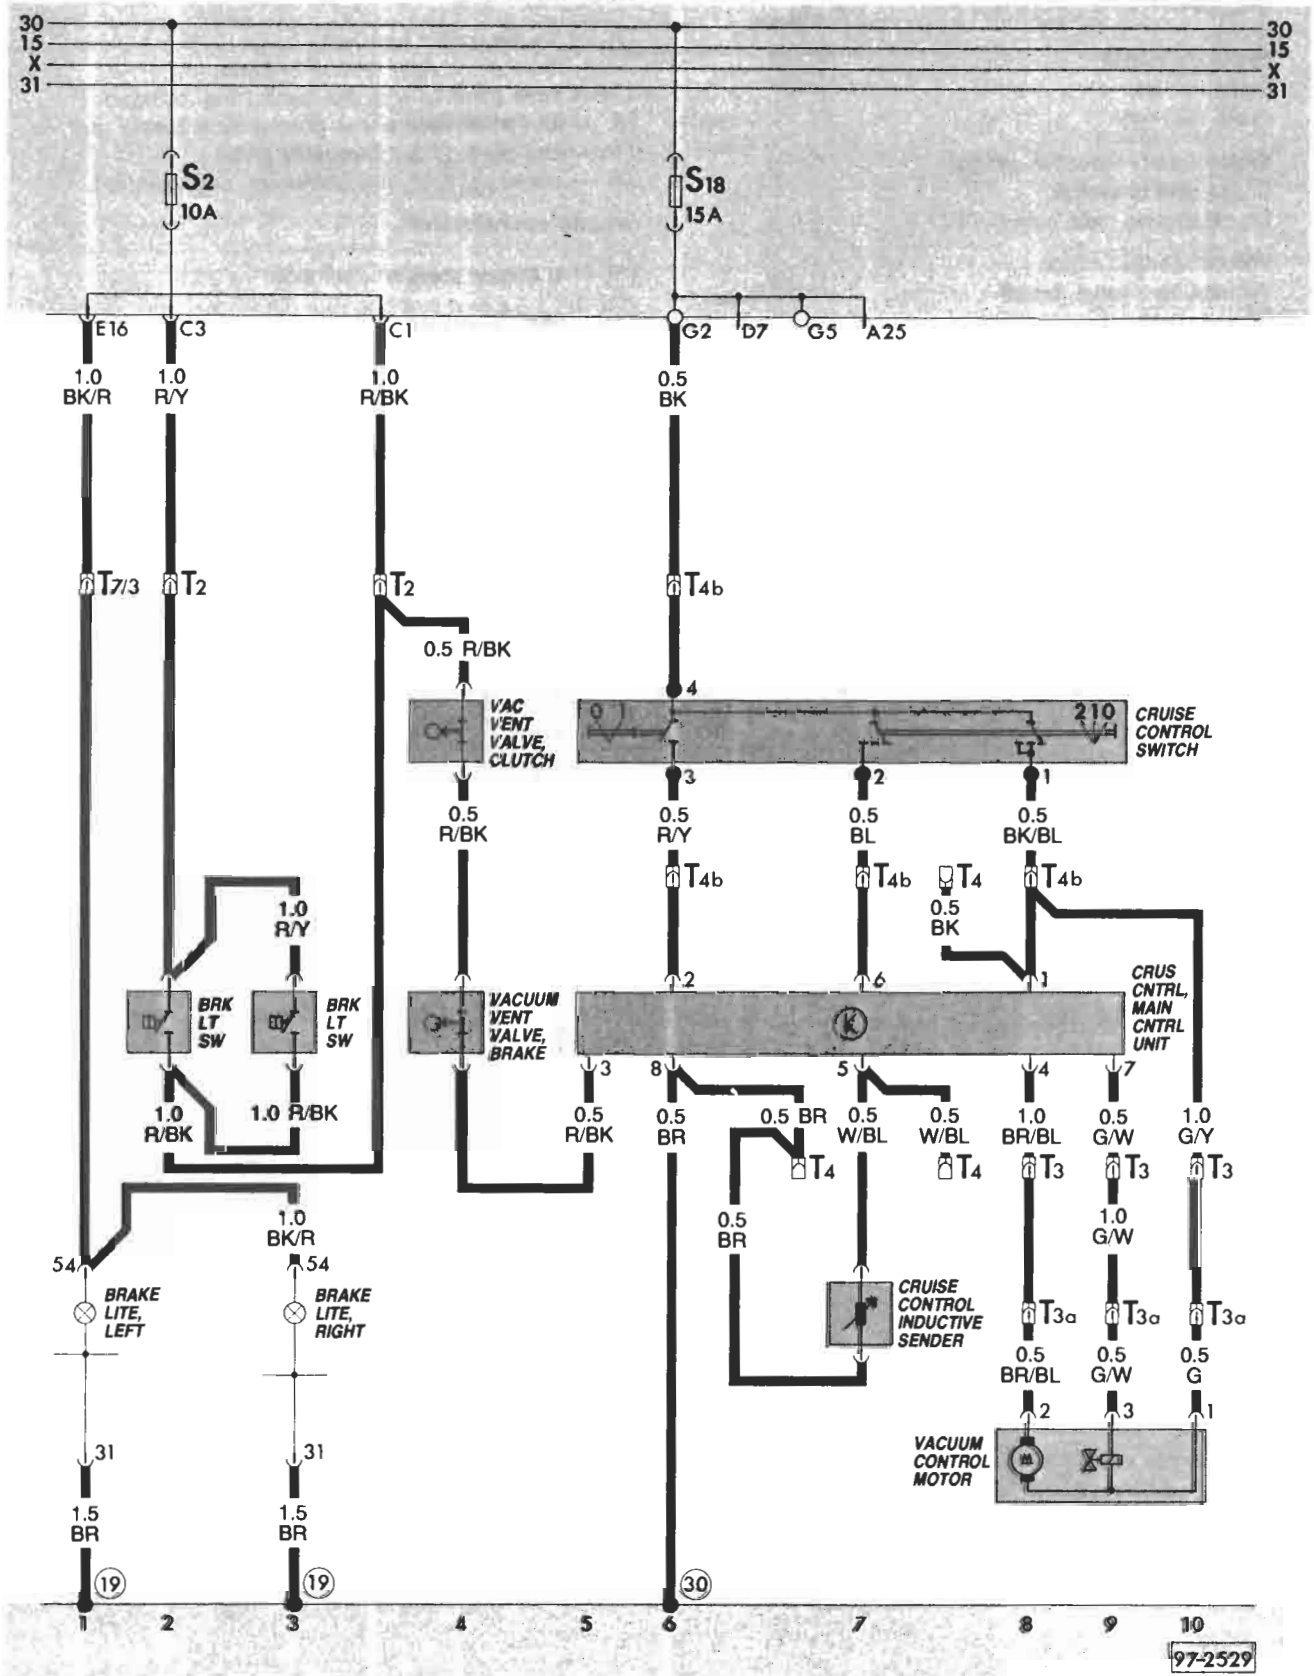 30 30
15 15
X X
31 31
S2
10A
S18
15A
E16 C3 C1 G2 D7 G5 A25
1.0 1.0 1.0 0.5
BK/R R/Y R/BK BK
T7/3 T2 T2 T4b
0.5 R/BK
4
VAC
VENT
VALVE,
CLUTCH
0 1
2 1 0
CRUISE
CONTROL
SWITCH
3 2 1
0.5 0.5 0.5 0.5
R/BK R/Y BL BK/BL
T4b T4b T4 T4b
1.0
R/Y
0.5
BK
2 6 1
BRK
LT
SW
BRK
LT
SW
VACUUM
VENT
VALVE,
BRAKE
CRUS
CNTRL,
MAIN
CNTRL
UNIT
3 8 5 4 7
1.0 1.0 R/BK 0.5 0.5 0.5 BR 0.5 0.5 1.0 0.5 1.0
R/BK R/BK BR W/BL W/BL BR/BL G/W G/Y
T4 T4 T3 T3 T3
1.0
BK/R
0.5
BR
1.0
G/W
54 54
BRAKE
LITE,
LEFT
BRAKE
LITE,
RIGHT
CRUISE
CONTROL
INDUCTIVE
SENDER
T3a T3a T3a
0.5 0.5 0.5
BR/BL G/W G
2 3 1
31 31
VACUUM
CONTROL
MOTOR
M
1.5 1.5
BR BR
19 19 30
1 2 3 4 5 6 7 8 9 10
97-2529